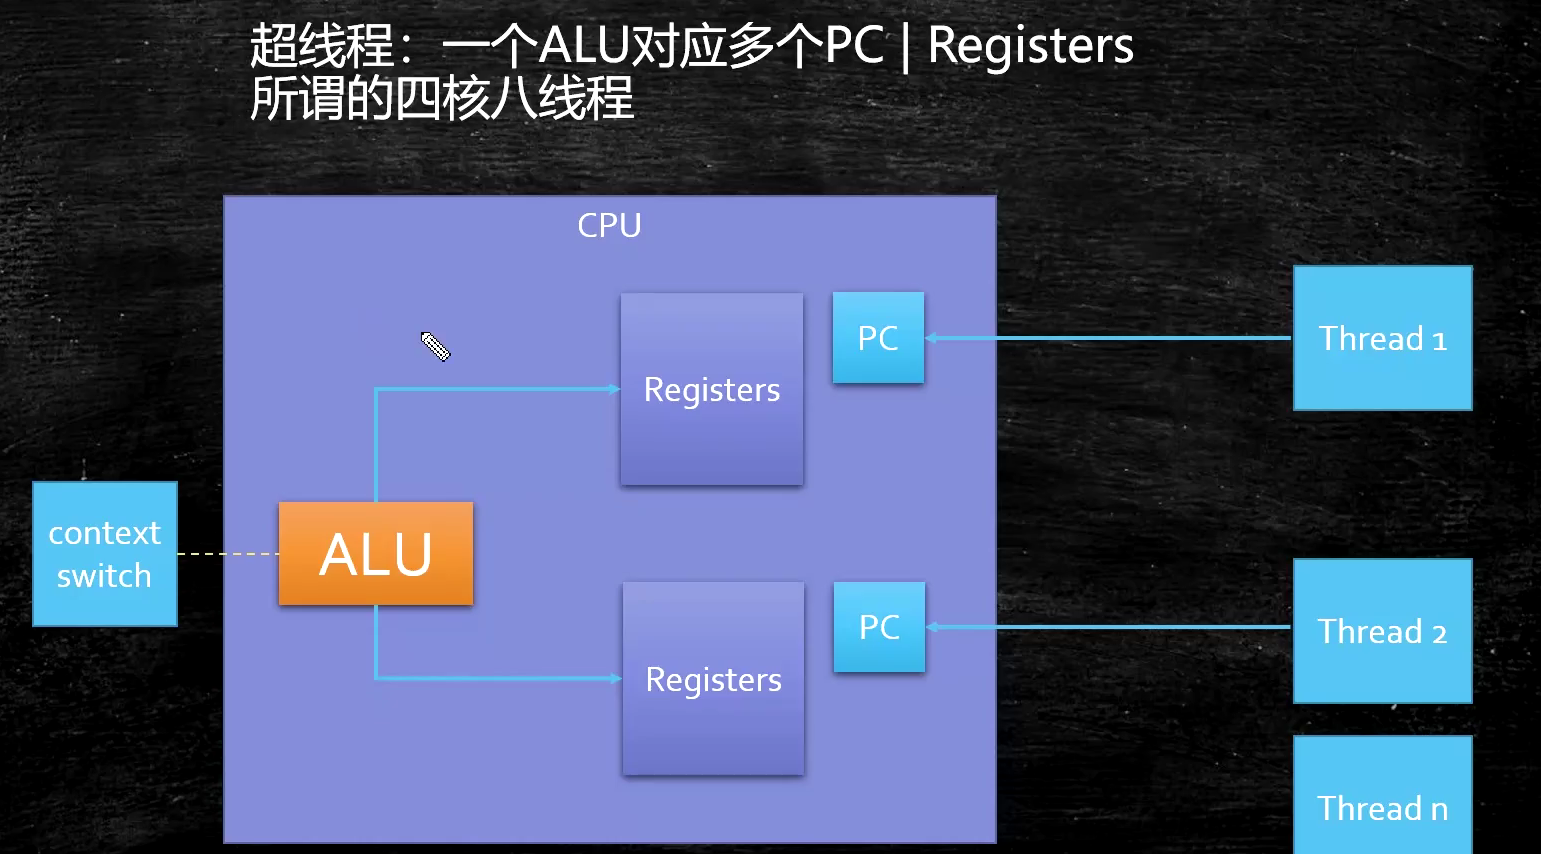 超线程：一个ALU对应多个PC | Registers
所谓的四核八线程
CPU
Registers
PC
Thread 1
context
switch
ALU
Registers
PC
Thread 2
Thread n